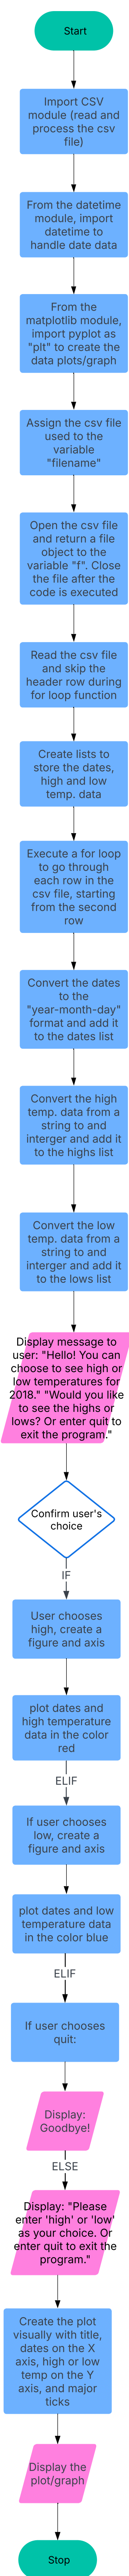 Start
Import CSV
module (read and
process the csv
file)
From the datetime
module, import
datetime to
handle date data
From the
matplotlib module,
import pyplot as
"plt" to create the
data plots/graph
Assign the csv file
used to the
variable
"filename"
Open the csv file
and return a file
object to the
variable "f". Close
the file after the
code is executed
Read the csv file
and skip the
header row during
for loop function
Create lists to
store the dates,
high and low
temp. data
Execute a for loop
to go through
each row in the
csv file, starting
from the second
row
Convert the dates
to the
"year-month-day"
format and add it
to the dates list
Convert the high
temp. data from a
string to and
interger and add it
to the highs list
Convert the low
temp. data from a
string to and
interger and add it
to the lows list
Display message to
user: "Hello! You can
choose to see high or
low temperatures for
2018." "Would you like
to see the highs or
lows? Or enter quit to
exit the program."
Confirm user's
choice
IF
User chooses
high, create a
figure and axis
plot dates and
high temperature
data in the color
red
ELIF
If user chooses
low, create a
figure and axis
plot dates and low
temperature data
in the color blue
ELIF
If user chooses
quit:
Display:
Goodbye!
ELSE
Display: "Please
enter 'high' or 'low'
as your choice. Or
enter quit to exit the
program."
Create the plot
visually with title,
dates on the X
axis, high or low
temp on the Y
axis, and major
ticks
Display the
plot/graph
Stop